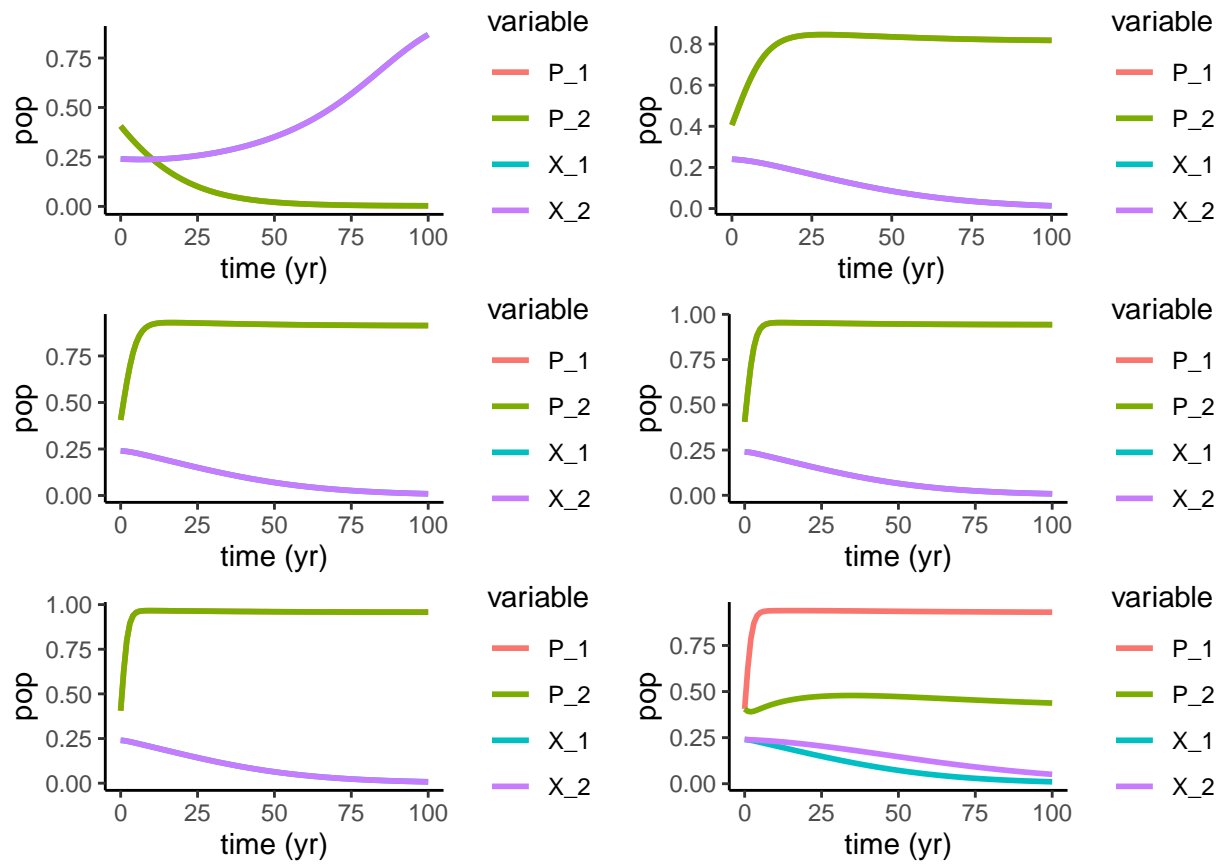 variable
P_1
P_2
X_1
X_2
pop
0.75
0.50
0.25
0.00
0 25 50 75 100
time (yr)
variable
P_1
P_2
X_1
X_2
pop
0.8
0.6
0.4
0.2
0.0
0 25 50 75 100
time (yr)
variable
P_1
P_2
X_1
X_2
pop
0.75
0.50
0.25
0.00
0 25 50 75 100
time (yr)
variable
P_1
P_2
X_1
X_2
pop
1.00
0.75
0.50
0.25
0.00
0 25 50 75 100
time (yr)
variable
P_1
P_2
X_1
X_2
pop
1.00
0.75
0.50
0.25
0.00
0 25 50 75 100
time (yr)
variable
P_1
P_2
X_1
X_2
pop
0.75
0.50
0.25
0.00
0 25 50 75 100
time (yr)